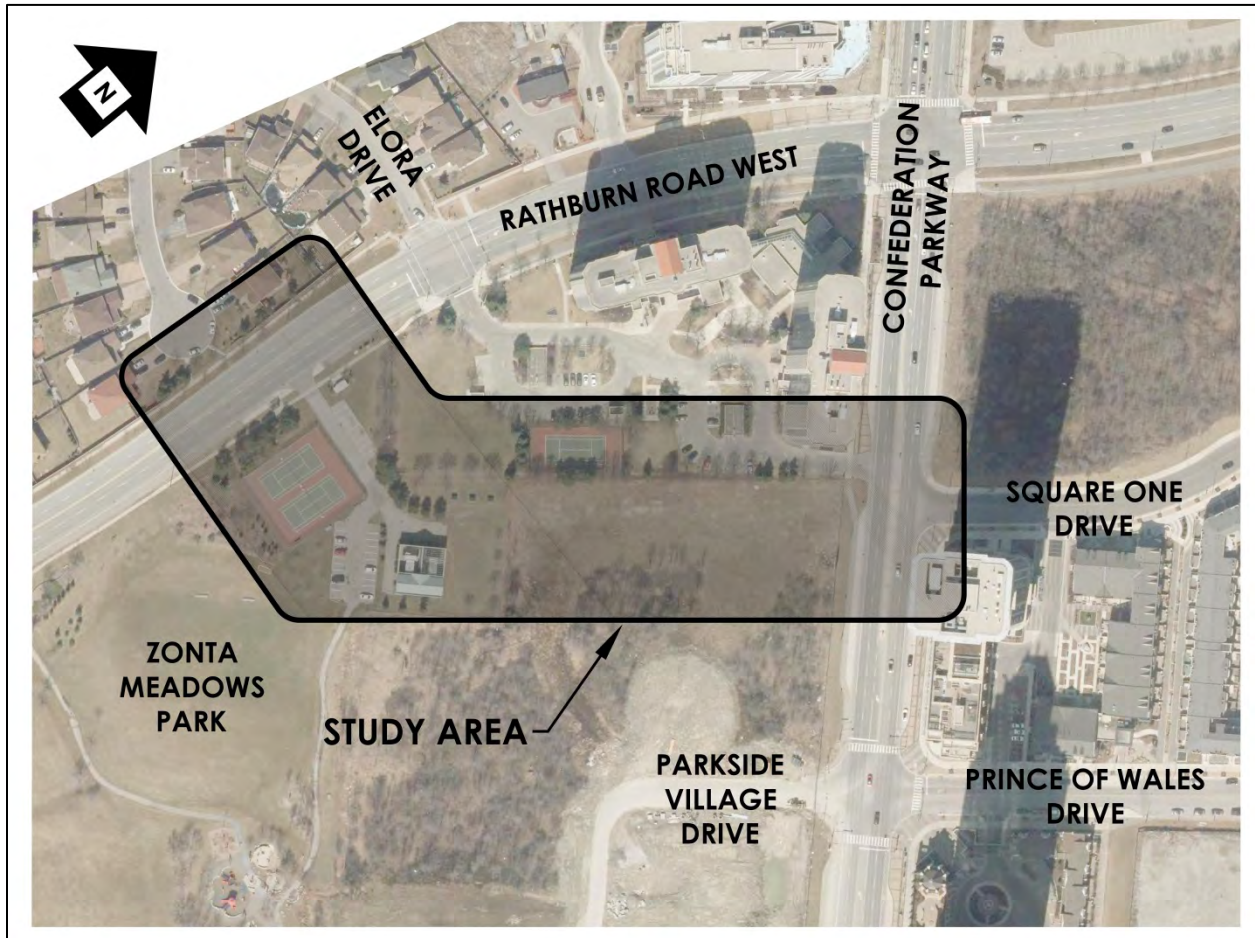 N
ELORA
DRIVE
RATHBURN ROAD WEST
CONFEDERATION
PARKWAY
SQUARE ONE
DRIVE
ZONTA
MEADOWS
PARK
STUDY AREA
PARKSIDE
VILLAGE
DRIVE
PRINCE OF WALES
DRIVE